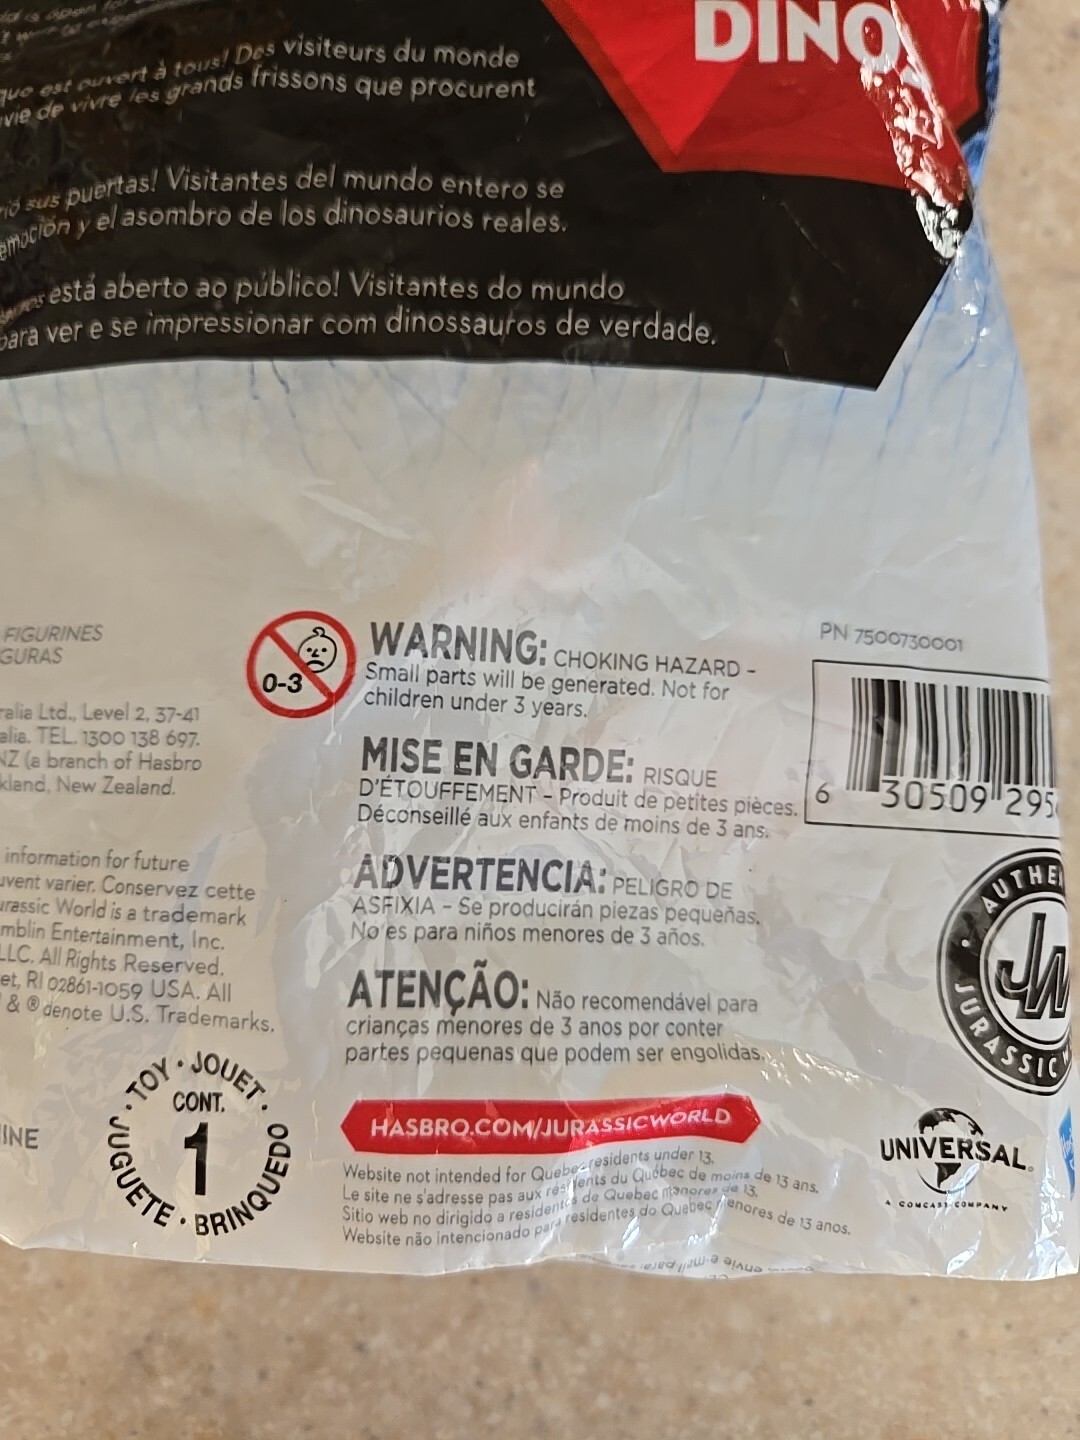 DINO
est ouvert à tous! Des visiteurs du monde
vie de vivre les grands frissons que procurent
sus puertas! Visitantes del mundo entero se
emoción y el asombro de los dinosaurios reales.
está aberto ao público! Visitantes do mundo
para ver e se impressionar com dinossauros de verdade.
FIGURINES
GURAS
ralia Ltd., Level 2, 37-41
alia. TEL. 1300 138 697.
NZ (a branch of Hasbro
kland, New Zealand.
information for future
uvent varier. Conservez cette
urassic World is a trademark
mblin Entertainment, Inc.
LLC. All Rights Reserved.
et, RI 02861-1059 USA. All
& ® denote U.S. Trademarks.
INE
TOY • JOUET •
CONT.
1
JUGUETE • BRINQUEDO
0-3
WARNING: CHOKING HAZARD –
Small parts will be generated. Not for
children under 3 years.
MISE EN GARDE: RISQUE
D'ÉTOUFFEMENT – Produit de petites pièces.
Déconseillé aux enfants de moins de 3 ans.
ADVERTENCIA: PELIGRO DE
ASFIXIA – Se producirán piezas pequeñas.
No es para niños menores de 3 años.
ATENÇÃO: Não recomendável para
crianças menores de 3 anos por conter
partes pequenas que podem ser engolidas.
HASBRO.COM/JURASSICWORLD
Website not intended for Quebec residents under 13.
Le site ne s'adresse pas aux résidents du Québec de moins de 13 ans.
Sitio web no dirigido a residentes de Quebec menores de 13.
Website não intencionado para residentes do Quebec menores de 13 anos.
PN 7500730001
6 30509 295
AUTHE
JW
JURASSIC
UNIVERSAL
A COMCAST COMPANY